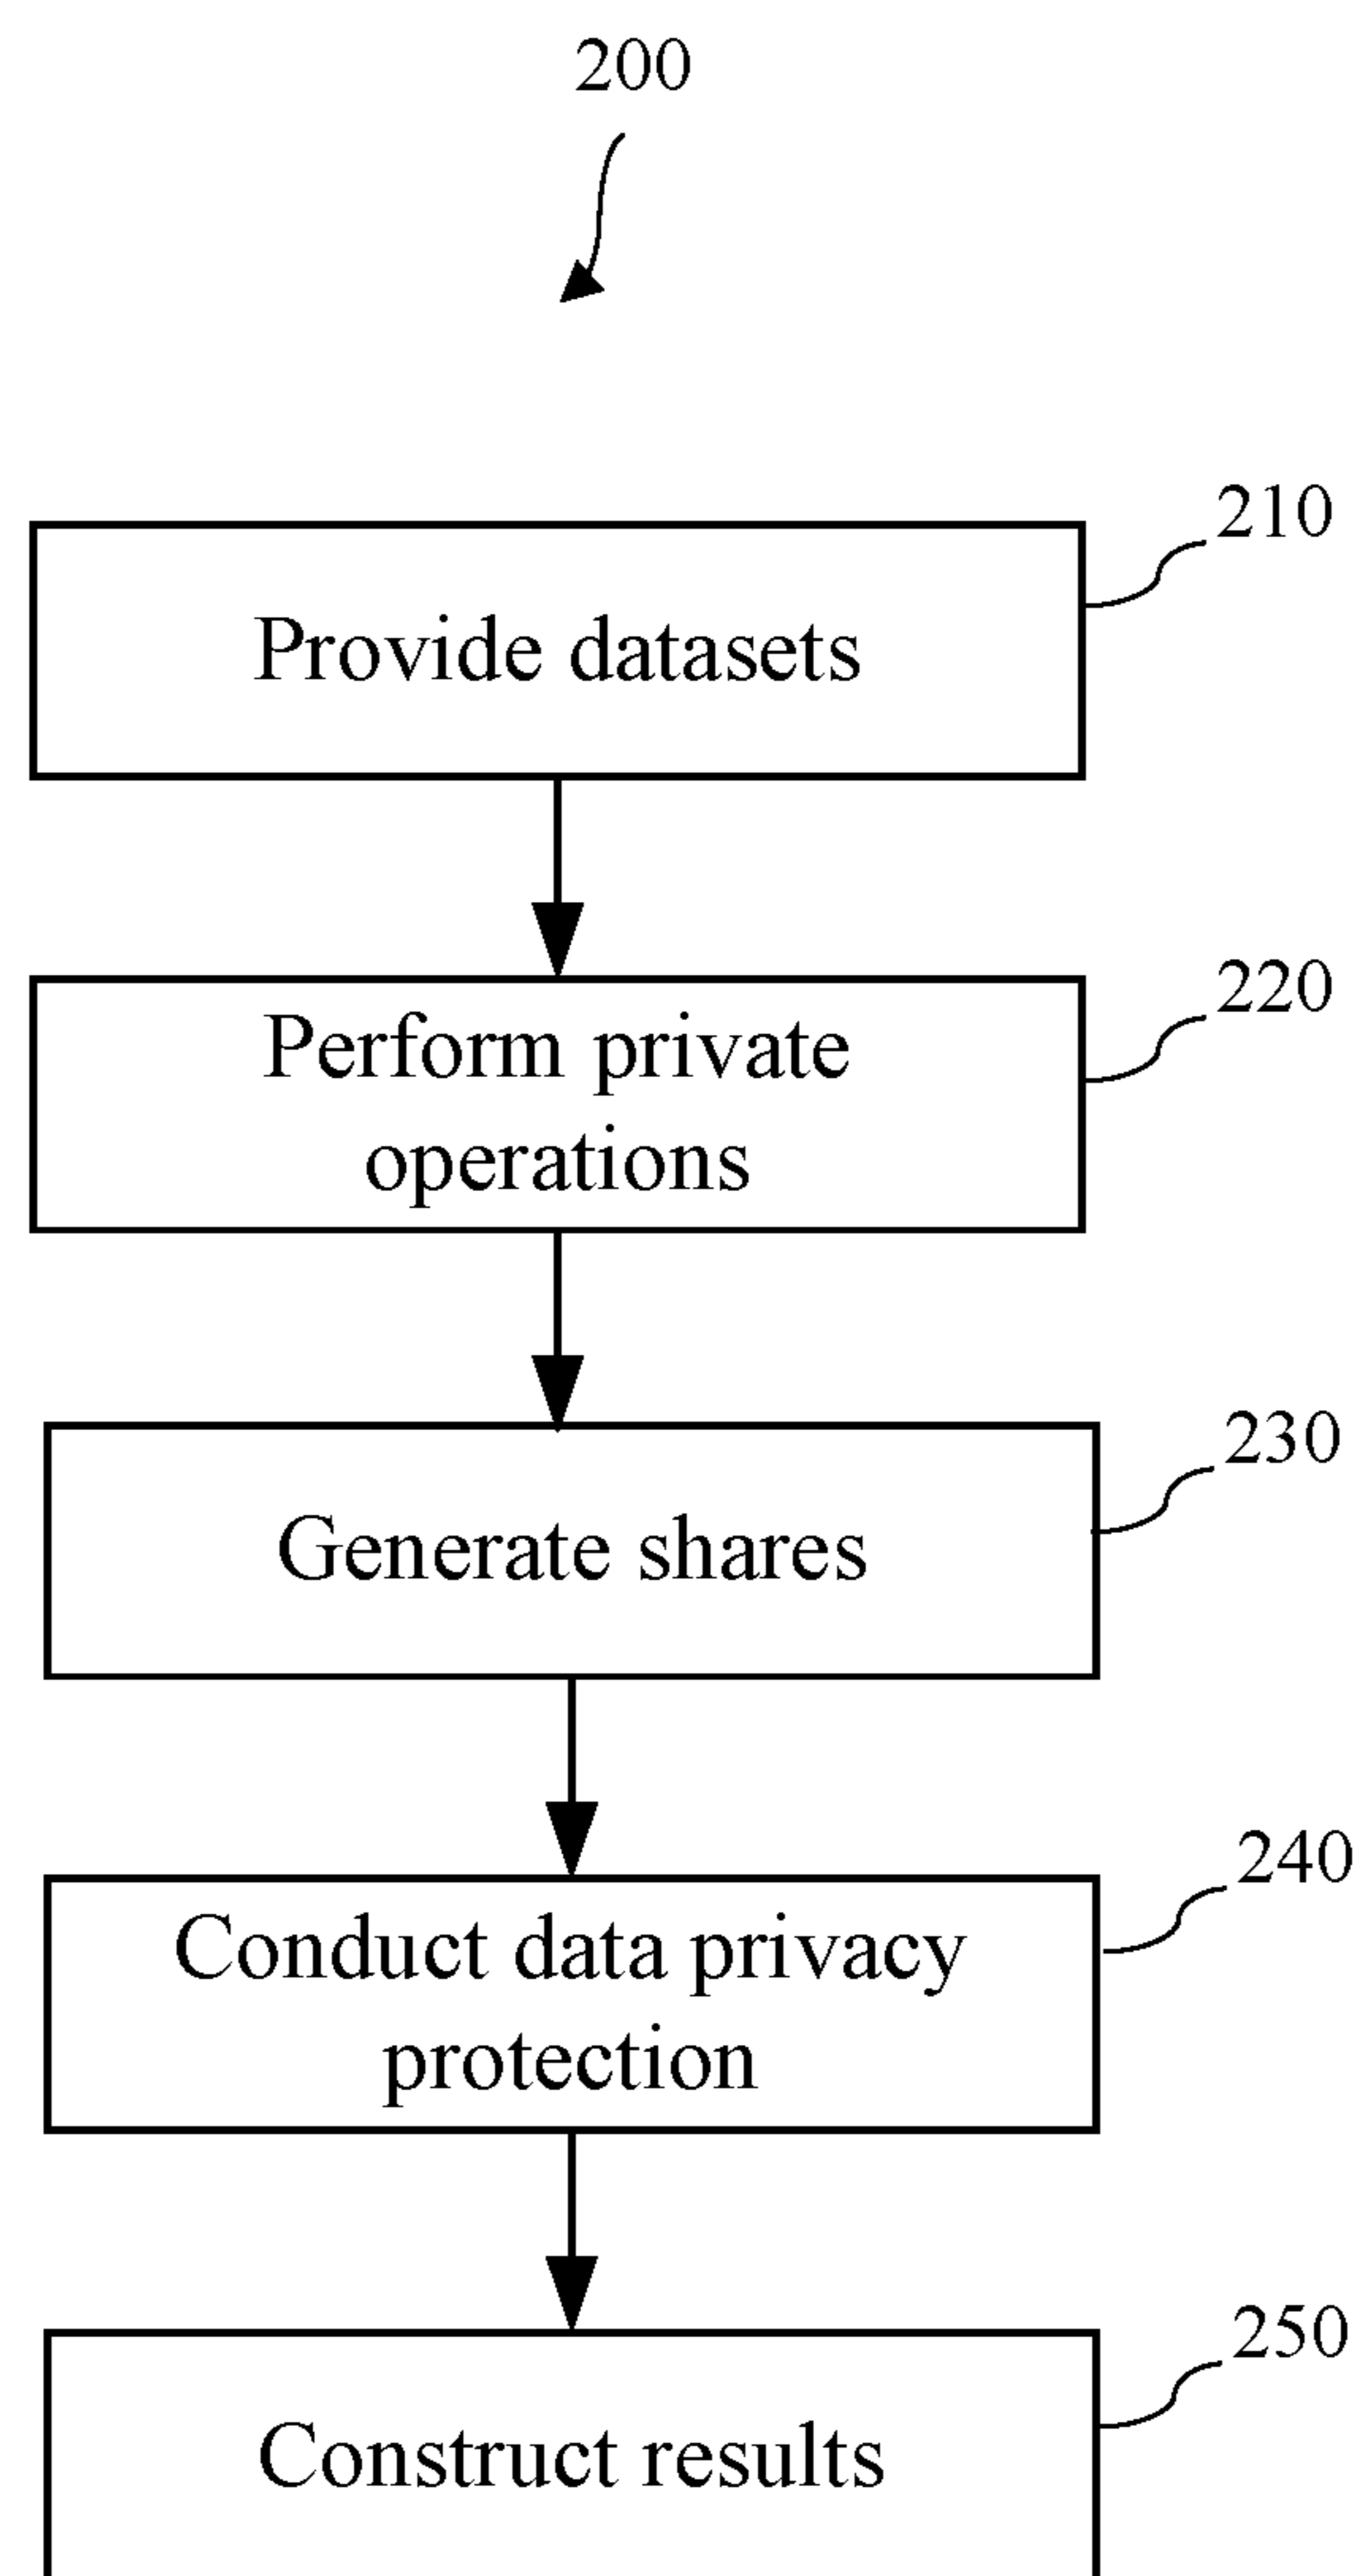 200
210
Provide datasets
220
Perform private
operations
230
Generate shares
240
Conduct data privacy
protection
250
Construct results